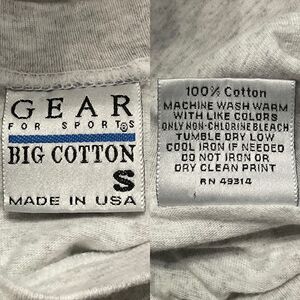 GEAR
FOR SPORTS®
BIG COTTON
S
MADE IN USA
100% Cotton
MACHINE WASH WARM
WITH LIKE COLORS
ONLY NON-CHLORINE BLEACH
TUMBLE DRY LOW
COOL IRON IF NEEDED
DO NOT IRON OR
DRY CLEAN PRINT
RN 49314